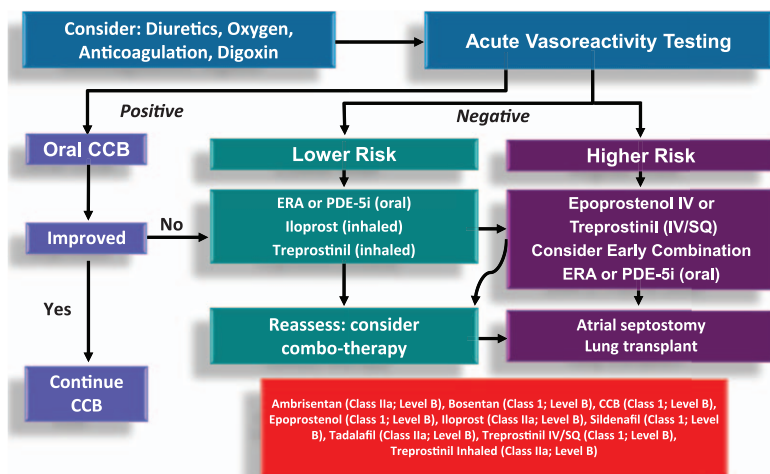 Consider: Diuretics, Oxygen,
Anticoagulation, Digoxin
Acute Vasoreactivity Testing
Positive
Negative
Oral CCB
Lower Risk
Higher Risk
ERA or PDE-5i (oral)
Iloprost (inhaled)
Treprostinil (inhaled)
Epoprostenol IV or
Treprostinil (IV/SQ)
Consider Early Combination
ERA or PDE-5i (oral)
Improved
No
Yes
Reassess: consider
combo-therapy
Atrial septostomy
Lung transplant
Continue
CCB
Ambrisentan (Class IIa; Level B), Bosentan (Class 1; Level B), CCB (Class 1; Level B),
Epoprostenol (Class 1; Level B), Iloprost (Class IIa; Level B), Sildenafil (Class 1; Level
B), Tadalafil (Class IIa; Level B), Treprostinil IV/SQ (Class 1; Level B),
Treprostinil Inhaled (Class IIa; Level B)